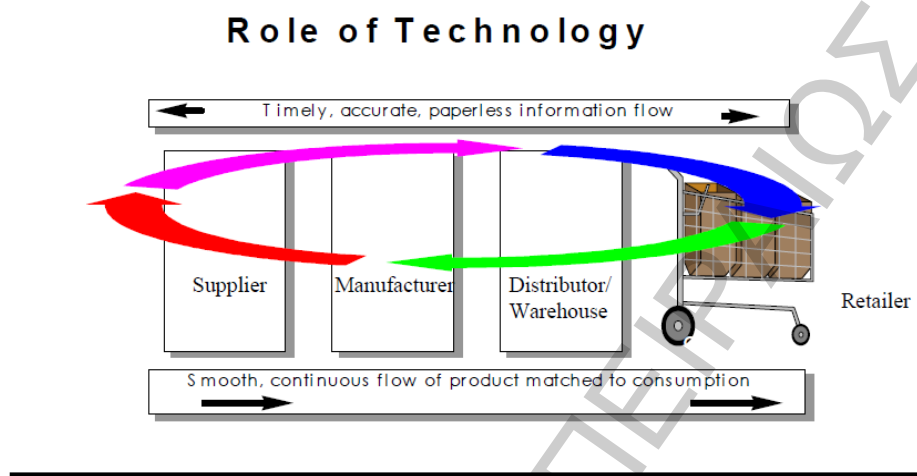 Role of Technology
Timely, accurate, paperless information flow
Supplier
Manufacturer
Distributor/
Warehouse
Retailer
Smooth, continuous flow of product matched to consumption
ΠΕΙΡΑΙΩΣ